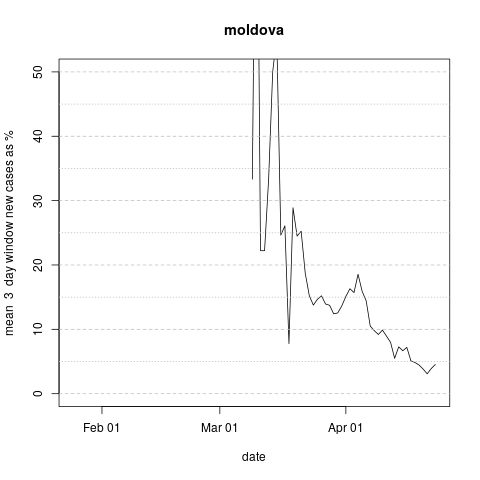 moldova
mean 3 day window new cases as %
50
40
30
20
10
0
Feb 01
Mar 01
Apr 01
date